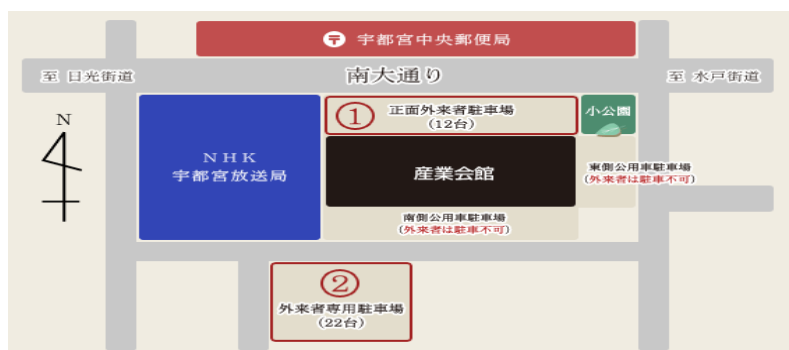 〒 宇都宮中央郵便局
至 日光街道
南大通り
至 水戸街道
N
NHK
宇都宮放送局
① 正面外来者駐車場
(12台)
小公園
産業会館
東側公用車駐車場
(外来者は駐車不可)
南側公用車駐車場
(外来者は駐車不可)
②
外来者専用駐車場
(22台)